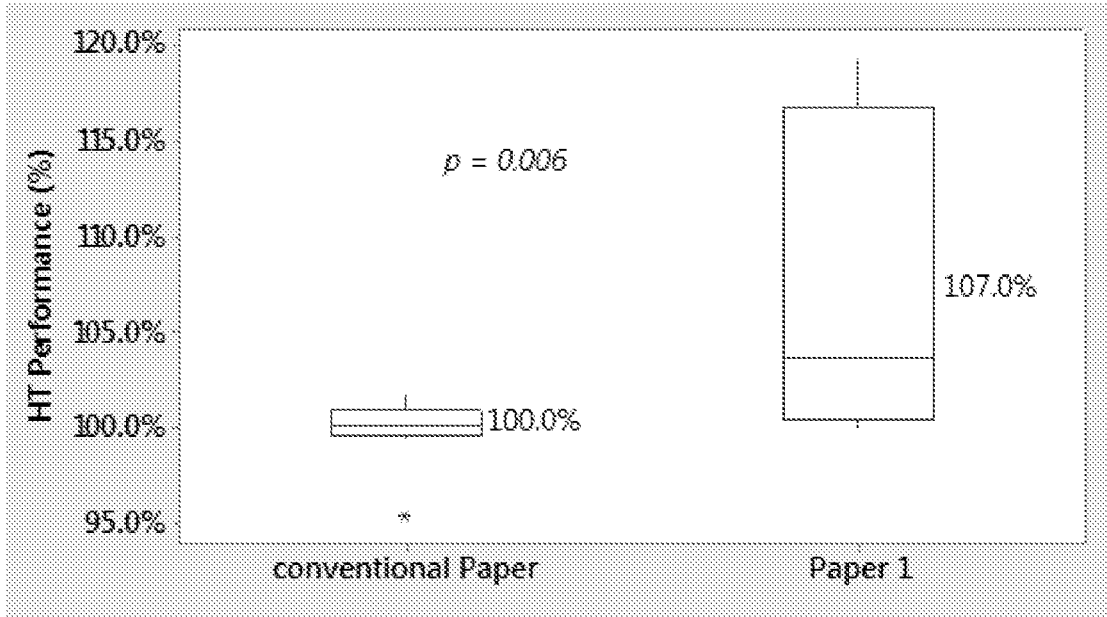 HT Performance (%)
120.0%
115.0%
110.0%
105.0%
100.0%
95.0%
p = 0.006
107.0%
100.0%
*
conventional Paper
Paper 1